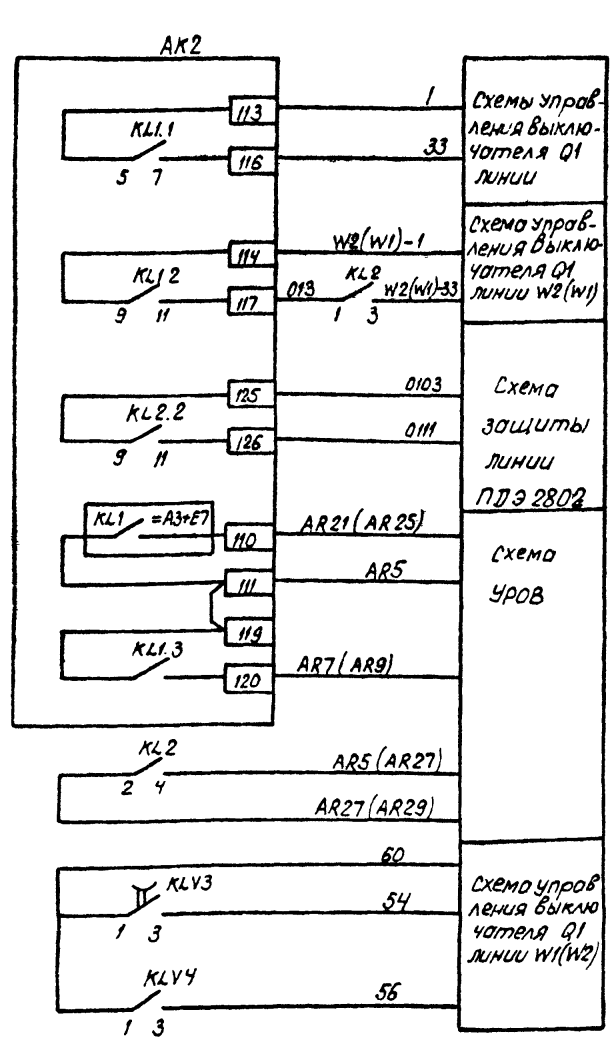 АК2
113
1
Схемы управ-
ления выклю-
чателя Q1
линии
KL1.1
5 7
116
33
114
W2(W1)-1
Схема управ-
ления выклю-
чателя Q1
линии W2(W1)
KL1 2
9 11
117
013
KL2
1 3
W2(W1)-33
125
0103
Схема
защиты
линии
ПДЭ 2802
KL2.2
9 11
126
0111
KL1 =A3+E7
110
AR21 (AR25)
Схема
УРОВ
111
AR5
119
KL1.3
120
AR7 (AR9)
KL2
2 4
AR5 (AR27)
AR27 (AR29)
60
Схема управ
ления выклю
чателя Q1
линии W1(W2)
KLV3
1 3
54
KLV4
1 3
56